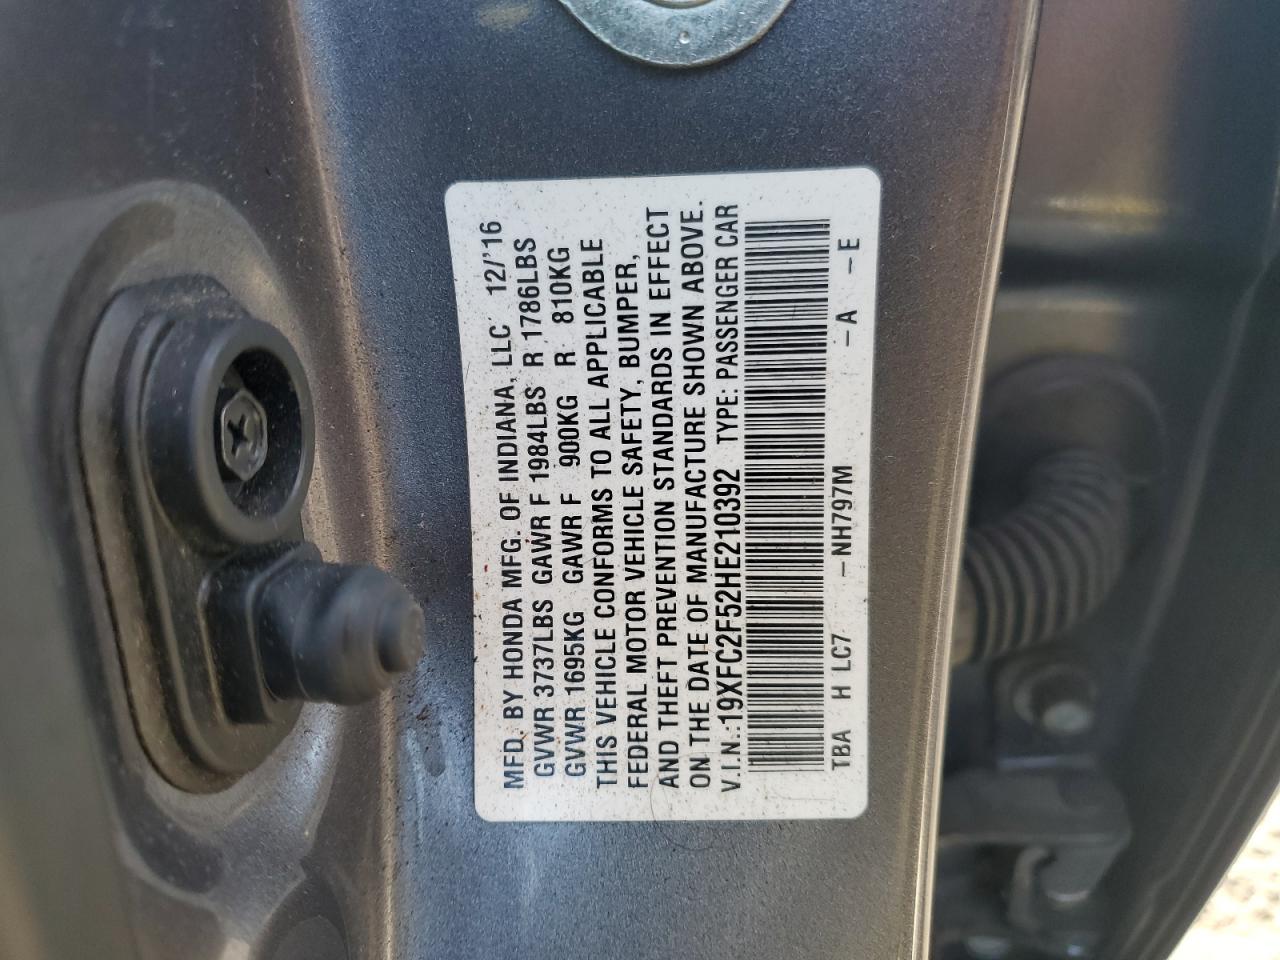 MFD. BY HONDA MFG. OF INDIANA, LLC 12/'16
GVWR 3737LBS GAWR F 1984LBS R 1786LBS
GVWR 1695KG GAWR F 900KG R 810KG
THIS VEHICLE CONFORMS TO ALL APPLICABLE
FEDERAL MOTOR VEHICLE SAFETY, BUMPER,
AND THEFT PREVENTION STANDARDS IN EFFECT
ON THE DATE OF MANUFACTURE SHOWN ABOVE.
V.I.N.:19XFC2F52HE210392 TYPE: PASSENGER CAR
TBA H LC7 -NH797M -A -E